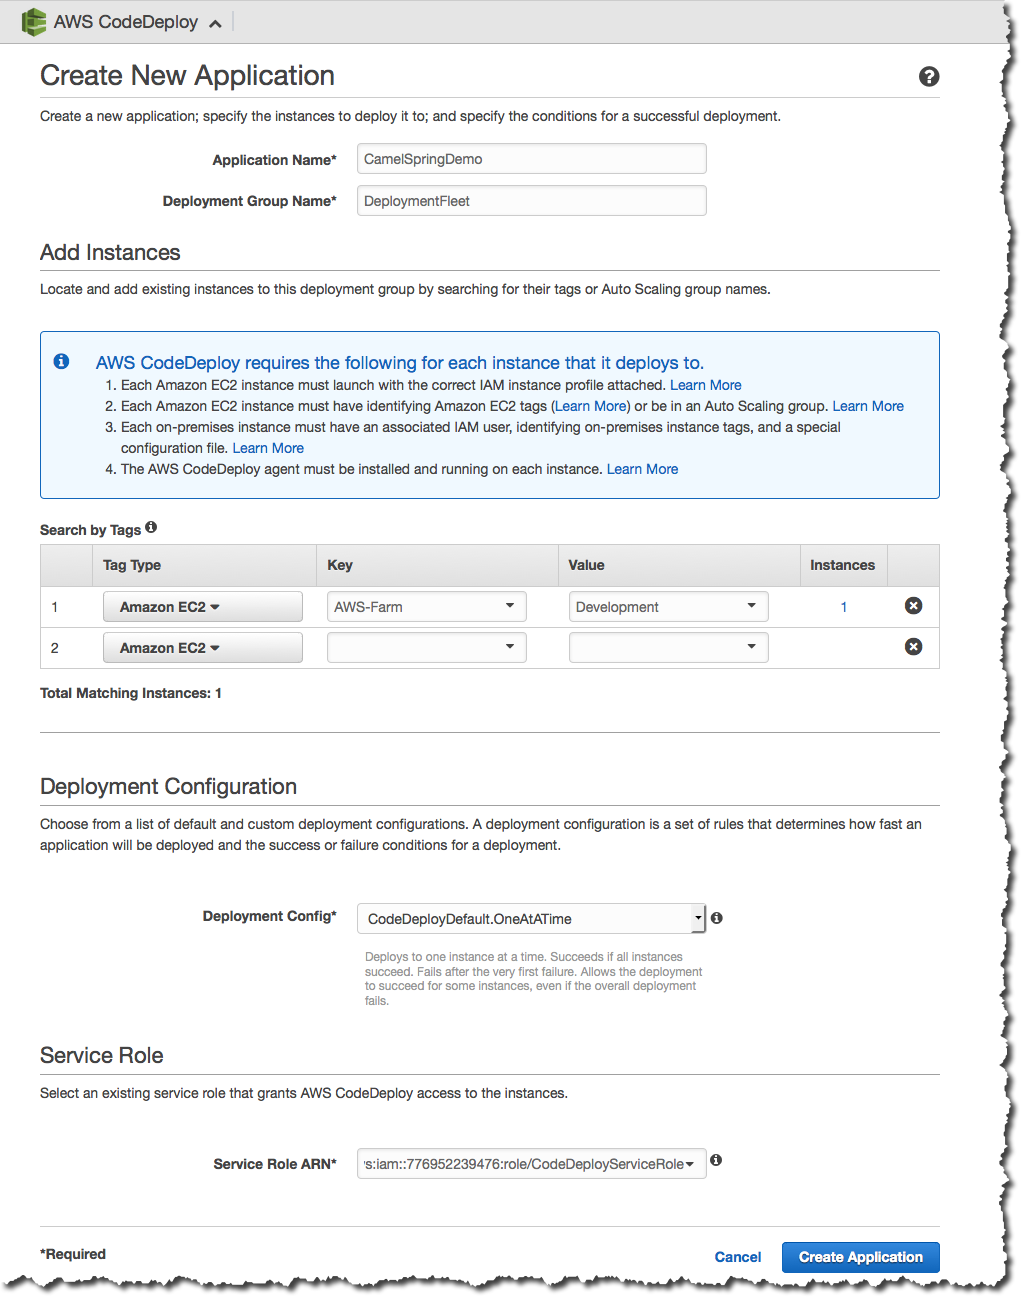 AWS CodeDeploy
Create New Application
Create a new application; specify the instances to deploy it to; and specify the conditions for a successful deployment.
Application Name* CamelSpringDemo
Deployment Group Name* DeploymentFleet
Add Instances
Locate and add existing instances to this deployment group by searching for their tags or Auto Scaling group names.
AWS CodeDeploy requires the following for each instance that it deploys to.
1. Each Amazon EC2 instance must launch with the correct IAM instance profile attached. Learn More
2. Each Amazon EC2 instance must have identifying Amazon EC2 tags (Learn More) or be in an Auto Scaling group. Learn More
3. Each on-premises instance must have an associated IAM user, identifying on-premises instance tags, and a special
configuration file. Learn More
4. The AWS CodeDeploy agent must be installed and running on each instance. Learn More
Search by Tags
Tag Type Key Value Instances
1 Amazon EC2 AWS-Farm Development 1
2 Amazon EC2
Total Matching Instances: 1
Deployment Configuration
Choose from a list of default and custom deployment configurations. A deployment configuration is a set of rules that determines how fast an
application will be deployed and the success or failure conditions for a deployment.
Deployment Config* CodeDeployDefault.OneAtATime
Deploys to one instance at a time. Succeeds if all instances
succeed. Fails after the very first failure. Allows the deployment
to succeed for some instances, even if the overall deployment
fails.
Service Role
Select an existing service role that grants AWS CodeDeploy access to the instances.
Service Role ARN* s:iam::776952239476:role/CodeDeployServiceRole
*Required Cancel Create Application